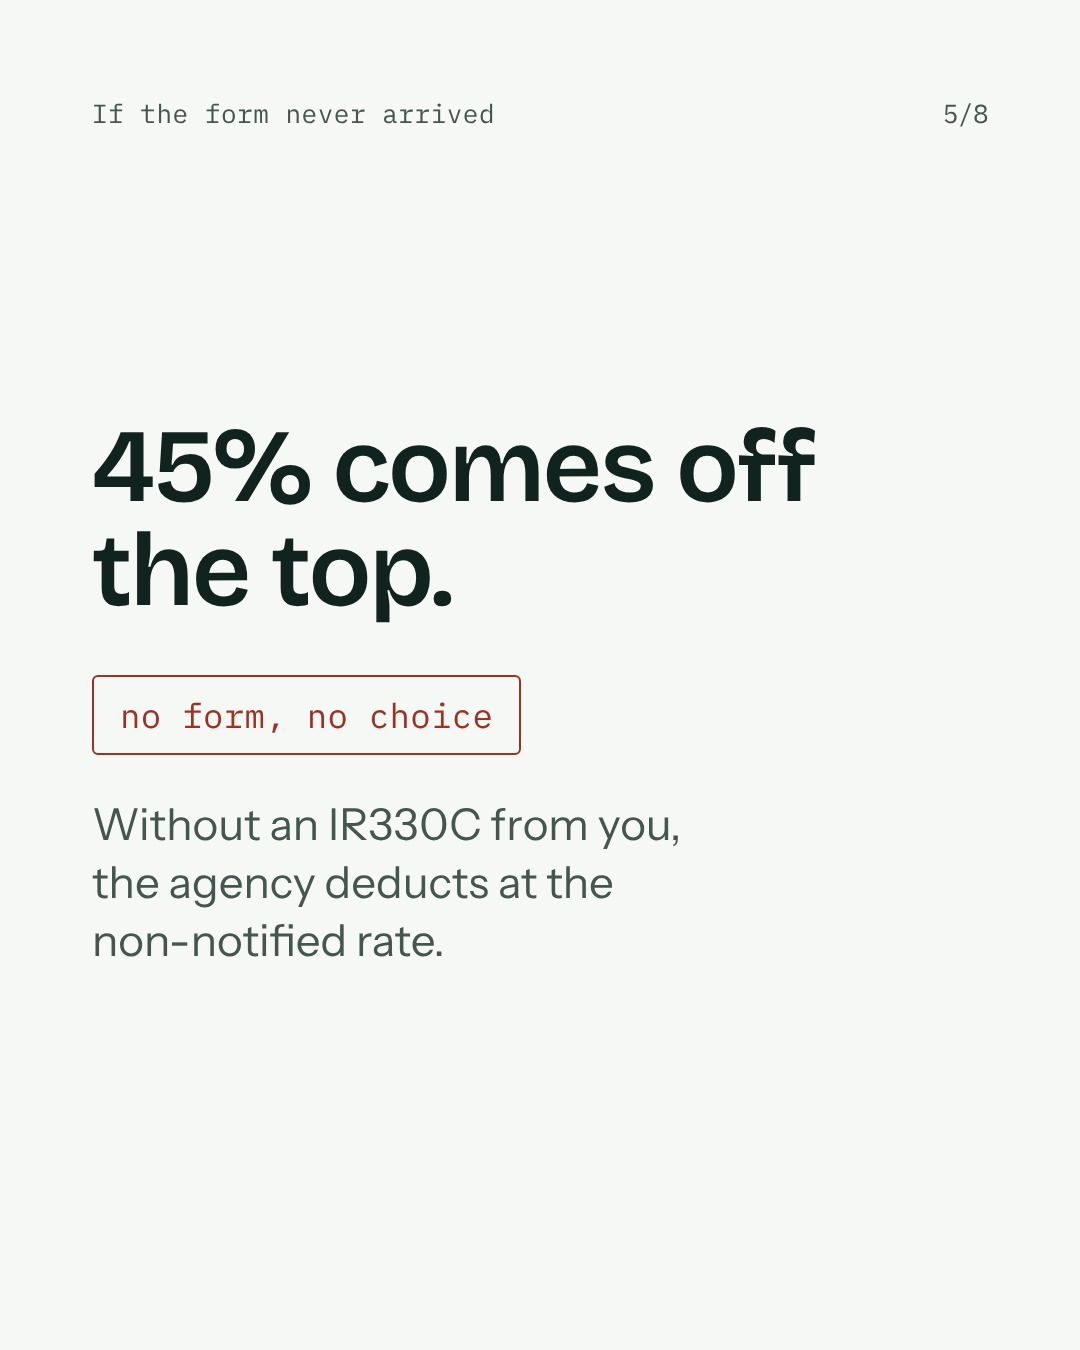 If the form never arrived
5/8
45% comes off
the top.
no form, no choice
Without an IR330C from you,
the agency deducts at the
non-notified rate.